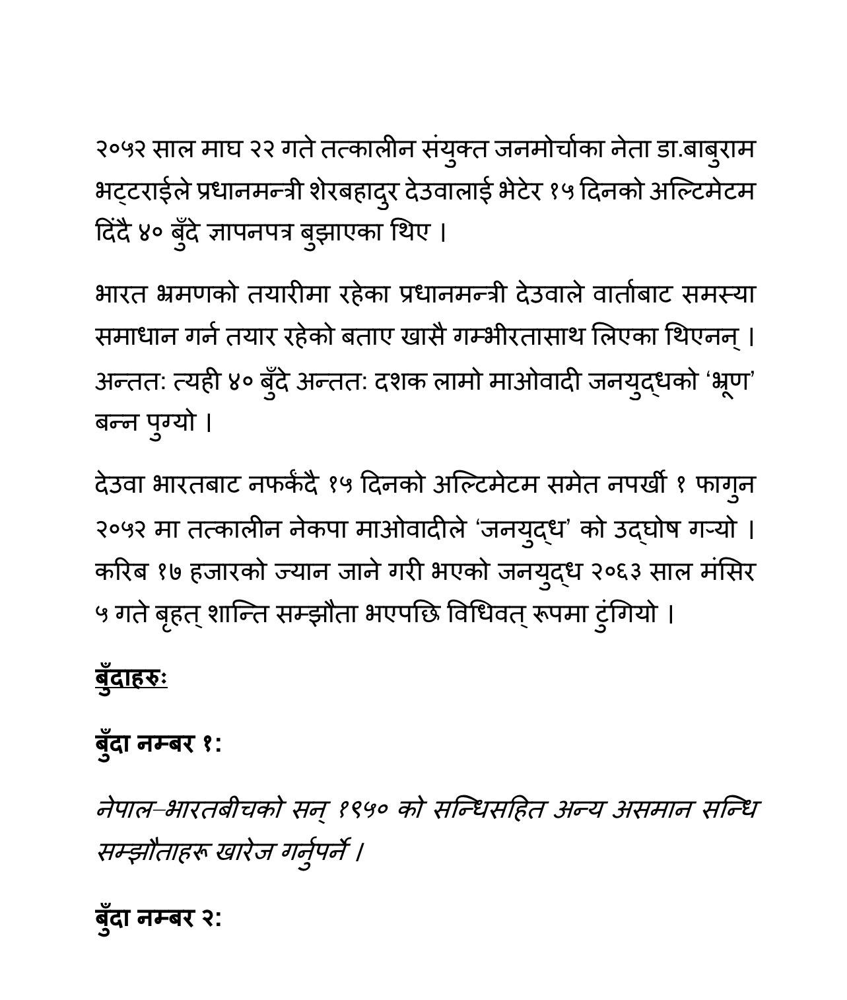 २०५२ साल माघ २२ गते तत्कालीन संयुक्त जनमोर्चाका नेता डा.बाबुराम
भट्टराईले प्रधानमन्त्री शेरबहादुर देउवालाई भेटेर १५ दिनको अल्टिमेटम
दिंदै ४० बुँदे ज्ञापनपत्र बुझाएका थिए ।
भारत भ्रमणको तयारीमा रहेका प्रधानमन्त्री देउवाले वार्ताबाट समस्या
समाधान गर्न तयार रहेको बताए खासै गम्भीरतासाथ लिएका थिएनन् ।
अन्तत: त्यही ४० बुँदे अन्तत: दशक लामो माओवादी जनयुद्धको ‘भ्रूण’
बन्न पुग्यो ।
देउवा भारतबाट नफर्कंदै १५ दिनको अल्टिमेटम समेत नपर्खी १ फागुन
२०५२ मा तत्कालीन नेकपा माओवादीले ‘जनयुद्ध’ को उद्घोष गर्‍यो ।
करिब १७ हजारको ज्यान जाने गरी भएको जनयुद्ध २०६३ साल मंसिर
५ गते बृहत् शान्ति सम्झौता भएपछि विधिवत् रूपमा टुंगियो ।
बुँदाहरुः
बुँदा नम्बर १:
नेपाल–भारतबीचको सन् १९५० को सन्धिसहित अन्य असमान सन्धि
सम्झौताहरू खारेज गर्नुपर्ने ।
बुँदा नम्बर २: